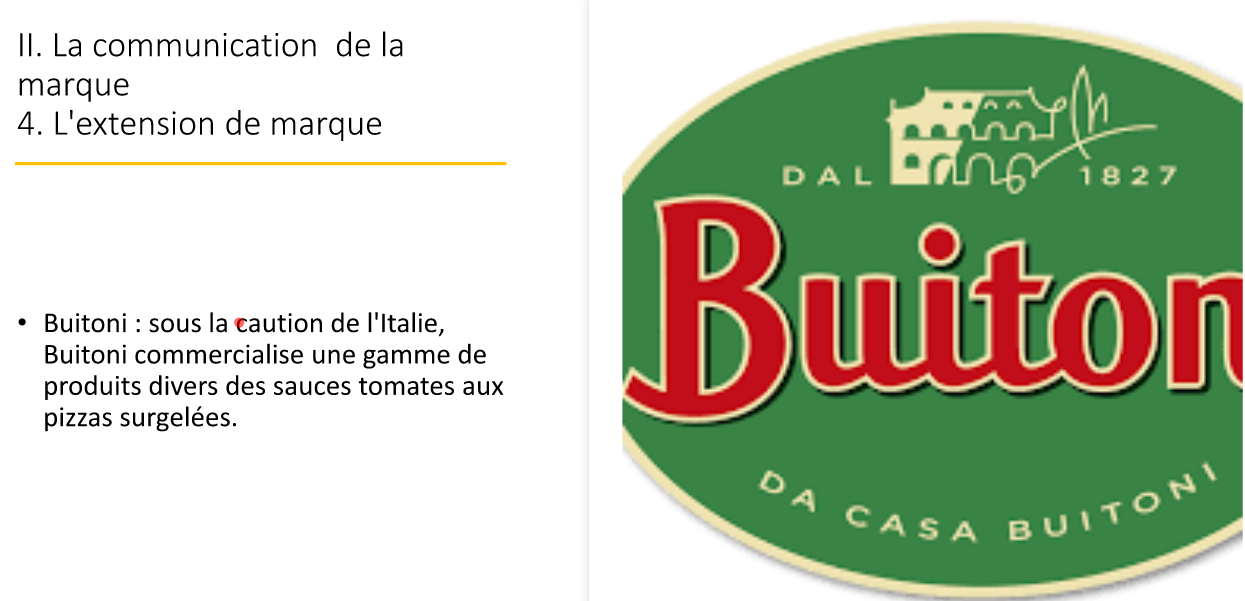 II. La communication  de la
marque
4. L'extension de marque
• Buitoni : sous la caution de l'Italie,
Buitoni commercialise une gamme de
produits divers des sauces tomates aux
pizzas surgelées.
DAL 1827
Buiton
DA CASA BUITONI